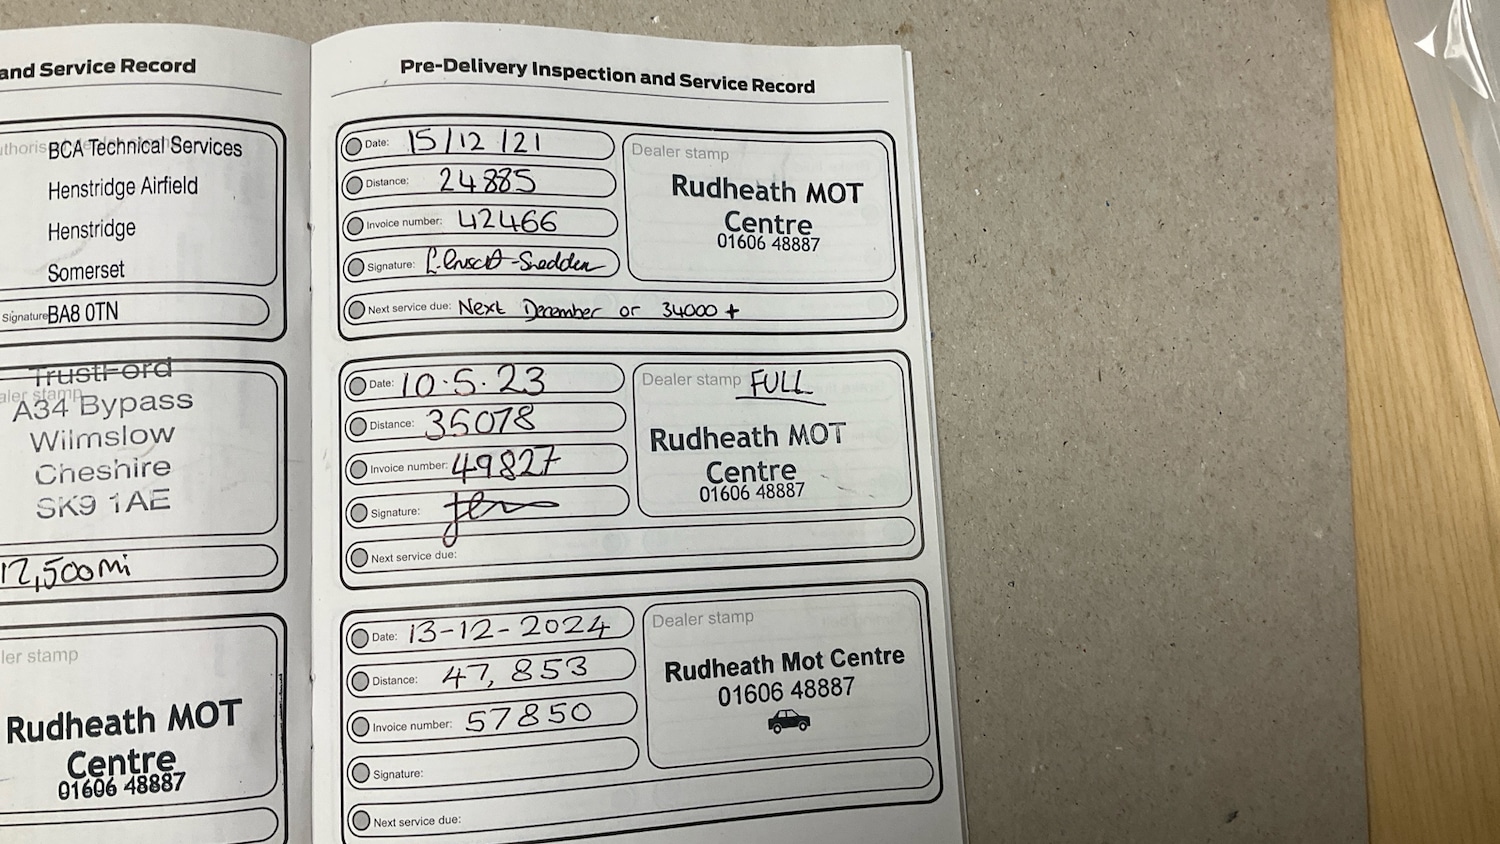 and Service Record
BCA Technical Services
Henstridge Airfield
Henstridge
Somerset
Signature BA8 0TN
TrustFord
aler stamp
A34 Bypass
Wilmslow
Cheshire
SK9 1AE
12,500mi
ler stamp
Rudheath MOT
Centre
01606 48887
Pre-Delivery Inspection and Service Record
Date: 15/12/21
Distance: 24885
Invoice number: 42466
Signature:
Next service due: Next December or 34000 +
Dealer stamp
Rudheath MOT
Centre
01606 48887
Date: 10.5.23
Distance: 35078
Invoice number: 49827
Signature:
Next service due:
Dealer stamp FULL
Rudheath MOT
Centre
01606 48887
Date: 13-12-2024
Distance: 47,853
Invoice number: 57850
Signature:
Next service due:
Dealer stamp
Rudheath Mot Centre
01606 48887